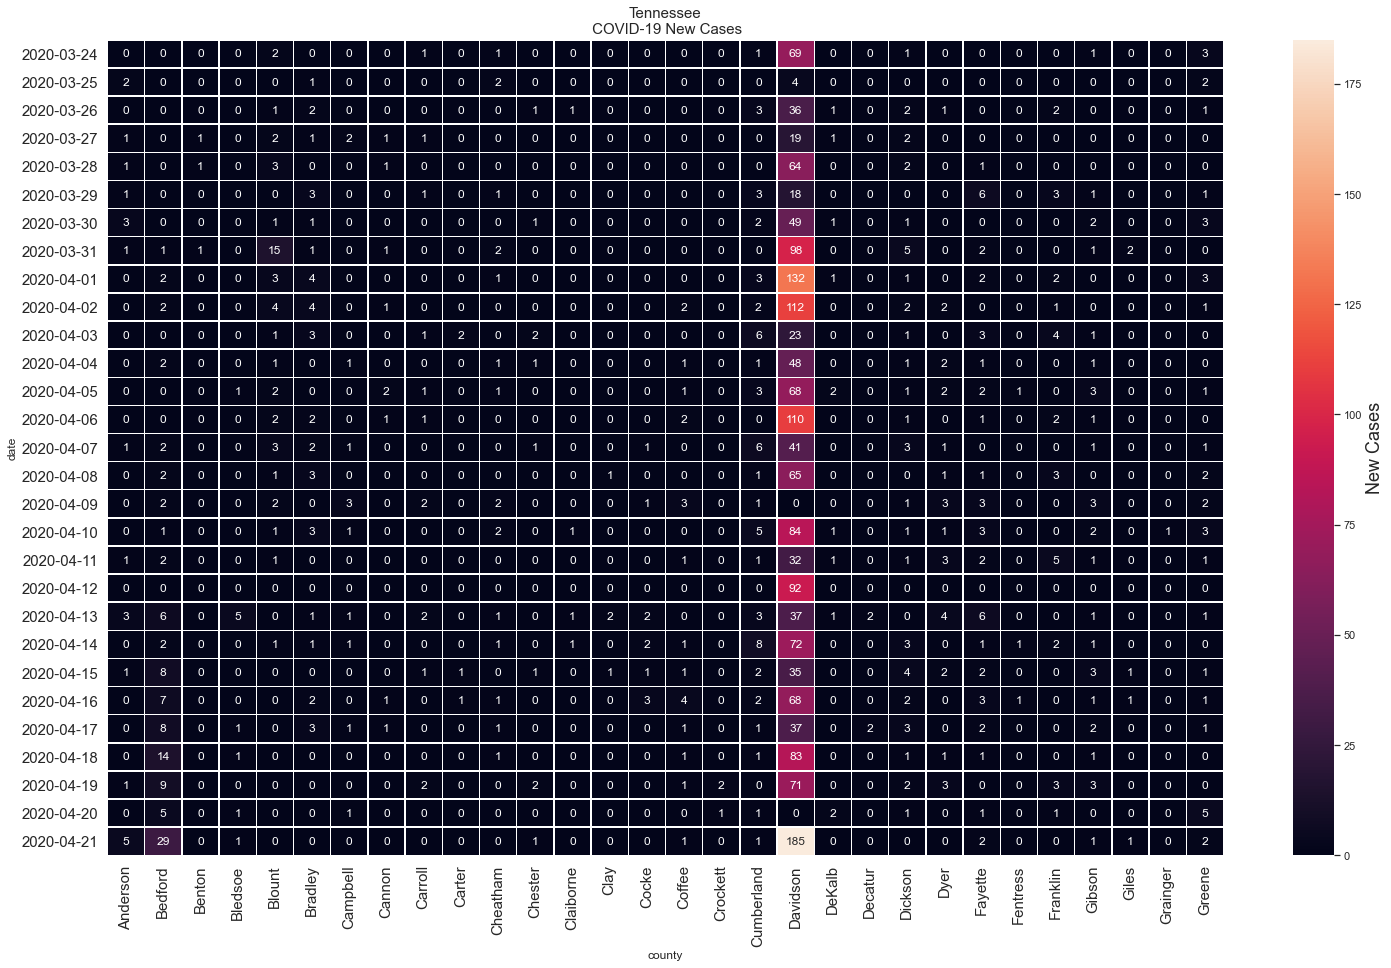 Tennessee
COVID-19 New Cases
2020-03-24 0 0 0 0 2 0 0 0 1 0 1 0 0 0 0 0 0 1 69 0 0 1 0 0 0 0 1 0 0 3
2020-03-25 2 0 0 0 0 1 0 0 0 0 2 0 0 0 0 0 0 0 4 0 0 0 0 0 0 0 0 0 0 2
2020-03-26 0 0 0 0 1 2 0 0 0 0 0 1 1 0 0 0 0 3 36 1 0 2 1 0 0 2 0 0 0 1
2020-03-27 1 0 1 0 2 1 2 1 1 0 0 0 0 0 0 0 0 0 19 1 0 2 0 0 0 0 0 0 0 0
2020-03-28 1 0 1 0 3 0 0 1 0 0 0 0 0 0 0 0 0 0 64 0 0 2 0 1 0 0 0 0 0 0
2020-03-29 1 0 0 0 0 3 0 0 1 0 1 0 0 0 0 0 0 3 18 0 0 0 0 6 0 3 1 0 0 1
2020-03-30 3 0 0 0 1 1 0 0 0 0 0 1 0 0 0 0 0 2 49 1 0 1 0 0 0 0 2 0 0 3
2020-03-31 1 1 1 0 15 1 0 1 0 0 2 0 0 0 0 0 0 0 98 0 0 5 0 2 0 0 1 2 0 0
2020-04-01 0 2 0 0 3 4 0 0 0 0 1 0 0 0 0 0 0 3 132 1 0 1 0 2 0 2 0 0 0 3
2020-04-02 0 2 0 0 4 4 0 1 0 0 0 0 0 0 0 2 0 2 112 0 0 2 2 0 0 1 0 0 0 1
2020-04-03 0 0 0 0 1 3 0 0 1 2 0 2 0 0 0 0 0 6 23 0 0 1 0 3 0 4 1 0 0 0
2020-04-04 0 2 0 0 1 0 1 0 0 0 1 1 0 0 0 1 0 1 48 0 0 1 2 1 0 0 1 0 0 0
2020-04-05 0 0 0 1 2 0 0 2 1 0 1 0 0 0 0 1 0 3 68 2 0 1 2 2 1 0 3 0 0 1
2020-04-06 0 0 0 0 2 2 0 1 1 0 0 0 0 0 0 2 0 0 110 0 0 1 0 1 0 2 1 0 0 0
2020-04-07 1 2 0 0 3 2 1 0 0 0 0 1 0 0 1 0 0 6 41 0 0 3 1 0 0 0 1 0 0 1
2020-04-08 0 2 0 0 1 3 0 0 0 0 0 0 0 1 0 0 0 1 65 0 0 0 1 1 0 3 0 0 0 2
2020-04-09 0 2 0 0 2 0 3 0 2 0 2 0 0 0 1 3 0 1 0 0 0 1 3 3 0 0 3 0 0 2
2020-04-10 0 1 0 0 1 3 1 0 0 0 2 0 1 0 0 0 0 5 84 1 0 1 1 3 0 0 2 0 1 3
2020-04-11 1 2 0 0 1 0 0 0 0 0 0 0 0 0 0 1 0 1 32 1 0 1 3 2 0 5 1 0 0 1
2020-04-12 0 0 0 0 0 0 0 0 0 0 0 0 0 0 0 0 0 0 92 0 0 0 0 0 0 0 0 0 0 0
2020-04-13 3 6 0 5 0 1 1 0 2 0 1 0 1 2 2 0 0 3 37 1 2 0 4 6 0 0 1 0 0 1
2020-04-14 0 2 0 0 1 1 1 0 0 0 1 0 1 0 2 1 0 8 72 0 0 3 0 1 1 2 1 0 0 0
2020-04-15 1 8 0 0 0 0 0 0 1 1 0 1 0 1 1 1 0 2 35 0 0 4 2 2 0 0 3 1 0 1
2020-04-16 0 7 0 0 0 2 0 1 0 1 1 0 0 0 3 4 0 2 68 0 0 2 0 3 1 0 1 1 0 1
2020-04-17 0 8 0 1 0 3 1 1 0 0 1 0 0 0 0 1 0 1 37 0 2 3 0 2 0 0 2 0 0 1
2020-04-18 0 14 0 1 0 0 0 0 0 0 1 0 0 0 0 1 0 1 83 0 0 1 1 1 0 0 1 0 0 0
2020-04-19 1 9 0 0 0 0 0 0 2 0 0 2 0 0 0 1 2 0 71 0 0 2 3 0 0 3 3 0 0 0
2020-04-20 0 5 0 1 0 0 1 0 0 0 0 0 0 0 0 0 1 1 0 2 0 1 0 1 0 1 0 0 0 5
2020-04-21 5 29 0 1 0 0 0 0 0 0 0 1 0 0 0 1 0 1 185 0 0 0 0 2 0 0 1 1 0 2
date
Anderson Bedford Benton Bledsoe Blount Bradley Campbell Cannon Carroll Carter Cheatham Chester Claiborne Clay Cocke Coffee Crockett Cumberland Davidson DeKalb Decatur Dickson Dyer Fayette Fentress Franklin Gibson Giles Grainger Greene
county
175
150
125
100
75
50
25
0
New Cases